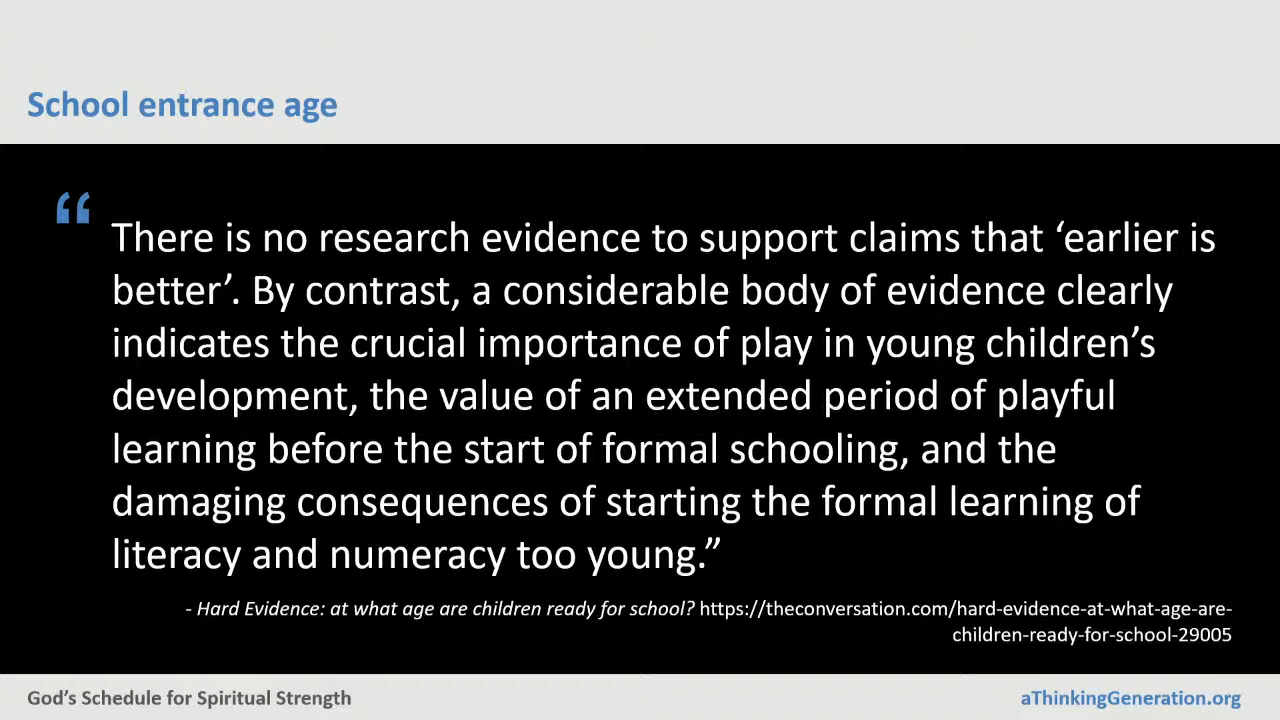 School entrance age
“
There is no research evidence to support claims that ‘earlier is
better’. By contrast, a considerable body of evidence clearly
indicates the crucial importance of play in young children’s
development, the value of an extended period of playful
learning before the start of formal schooling, and the
damaging consequences of starting the formal learning of
literacy and numeracy too young.”
- Hard Evidence: at what age are children ready for school? https://theconversation.com/hard-evidence-at-what-age-are-
children-ready-for-school-29005
God’s Schedule for Spiritual Strength
aThinkingGeneration.org